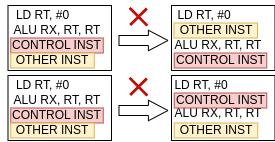 LD RT, #0
ALU RX, RT, RT
CONTROL INST
OTHER INST
LD RT, #0
OTHER INST
ALU RX, RT, RT
CONTROL INST
LD RT, #0
ALU RX, RT, RT
CONTROL INST
OTHER INST
LD RT, #0
CONTROL INST
ALU RX, RT, RT
OTHER INST